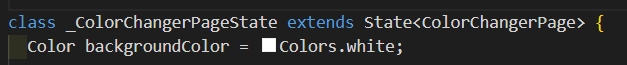 class _ColorChangerPageState extends State<ColorChangerPage> {
Color backgroundColor = Colors.white;